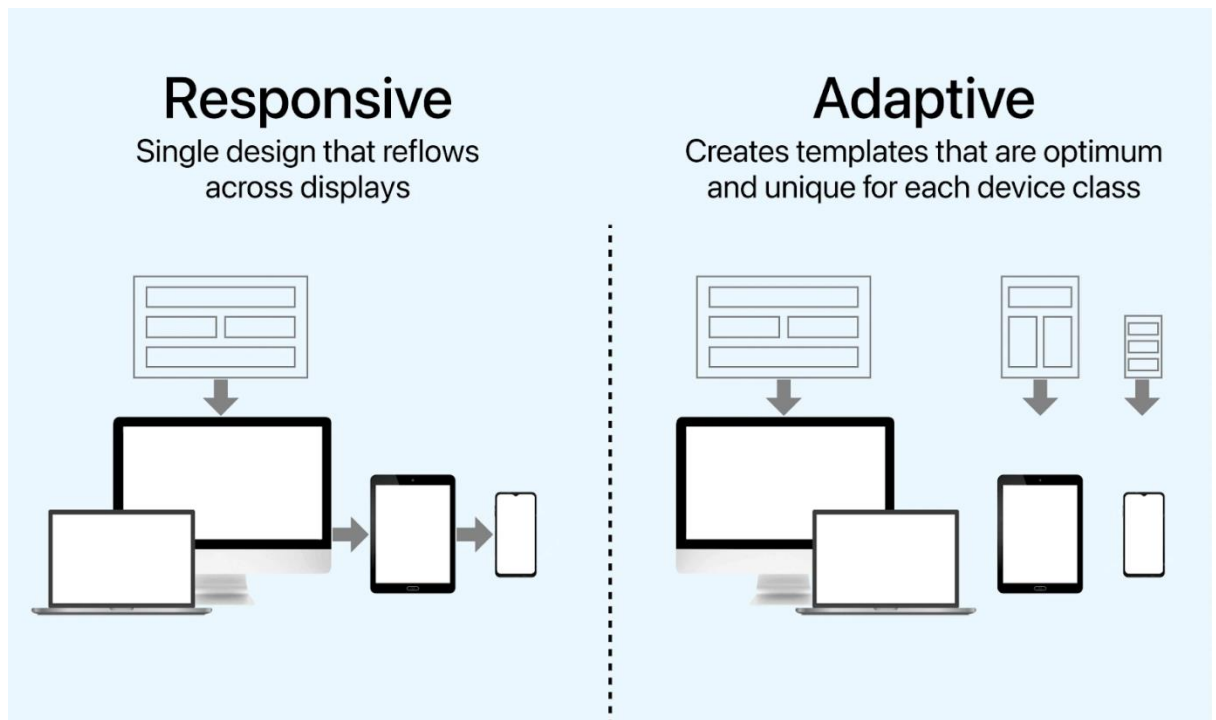 Responsive
Single design that reflows
across displays
Adaptive
Creates templates that are optimum
and unique for each device class